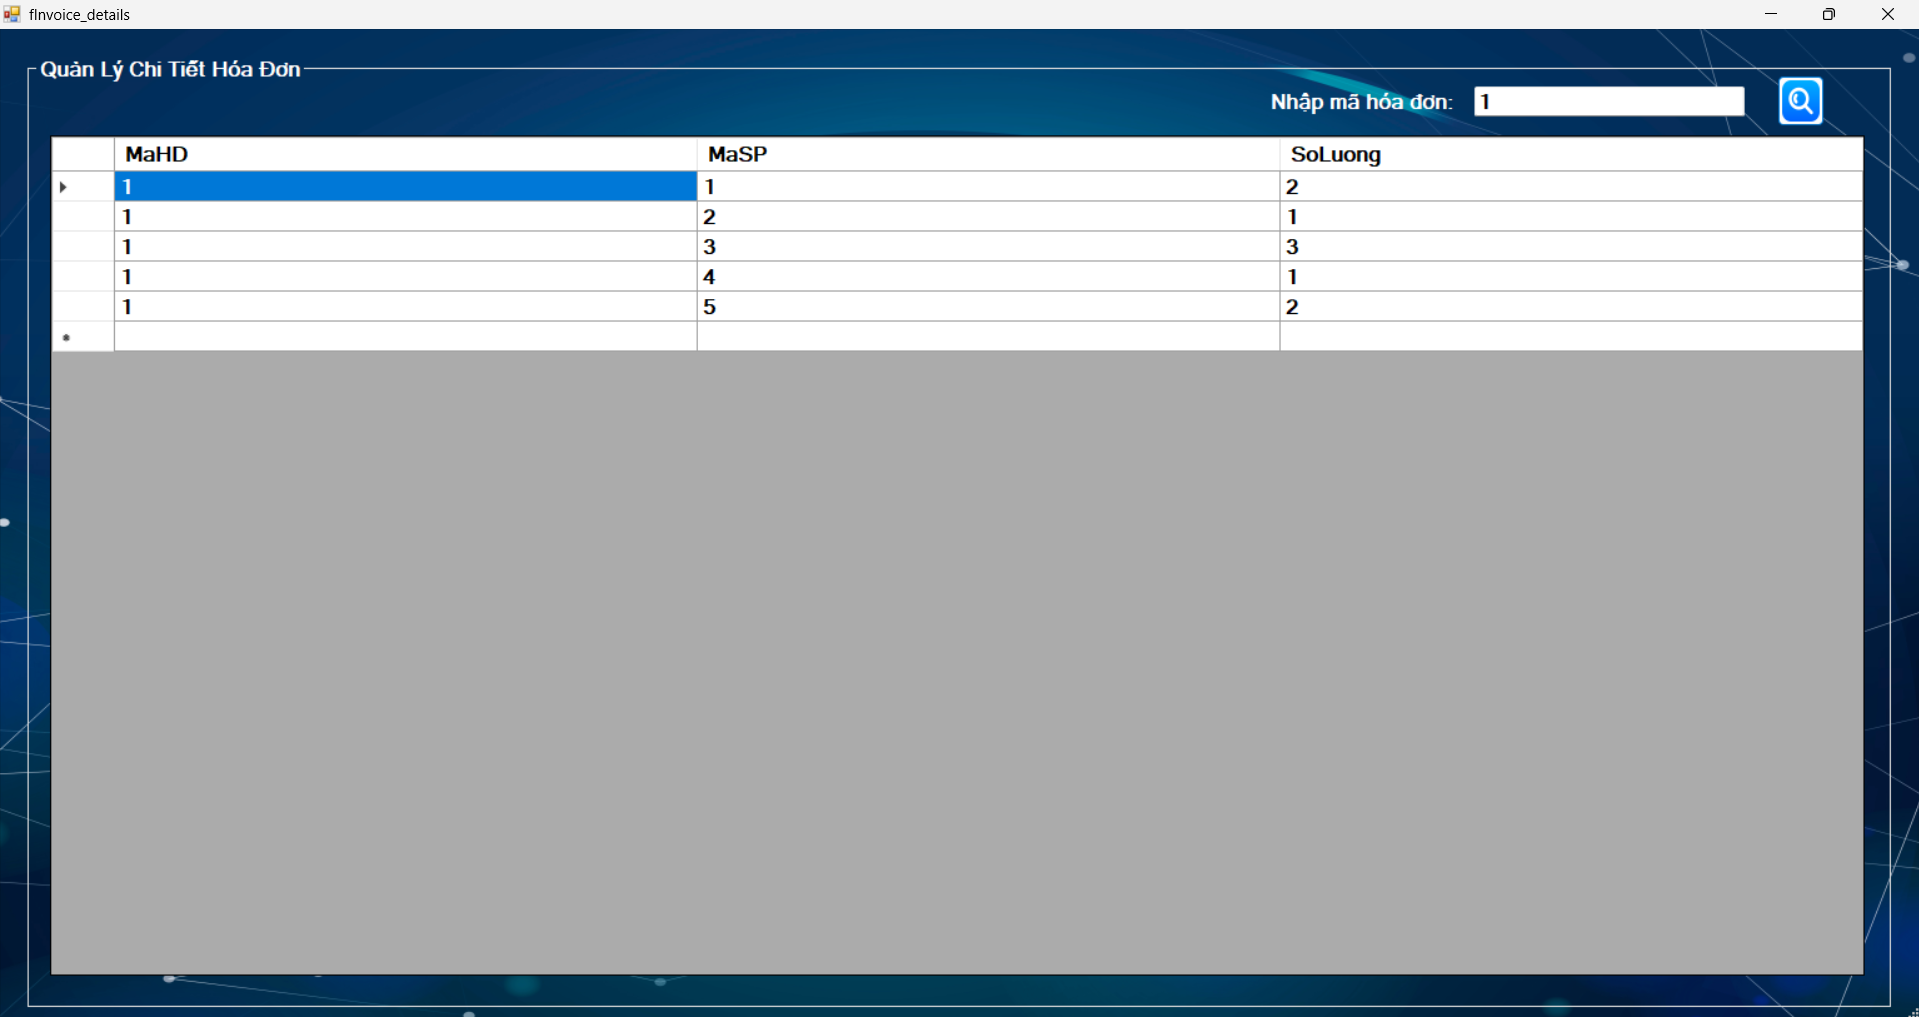 fInvoice_details
Quản Lý Chi Tiết Hóa Đơn
Nhập mã hóa đơn: 1
MaHD MaSP SoLuong
1 1 2
1 2 1
1 3 3
1 4 1
1 5 2